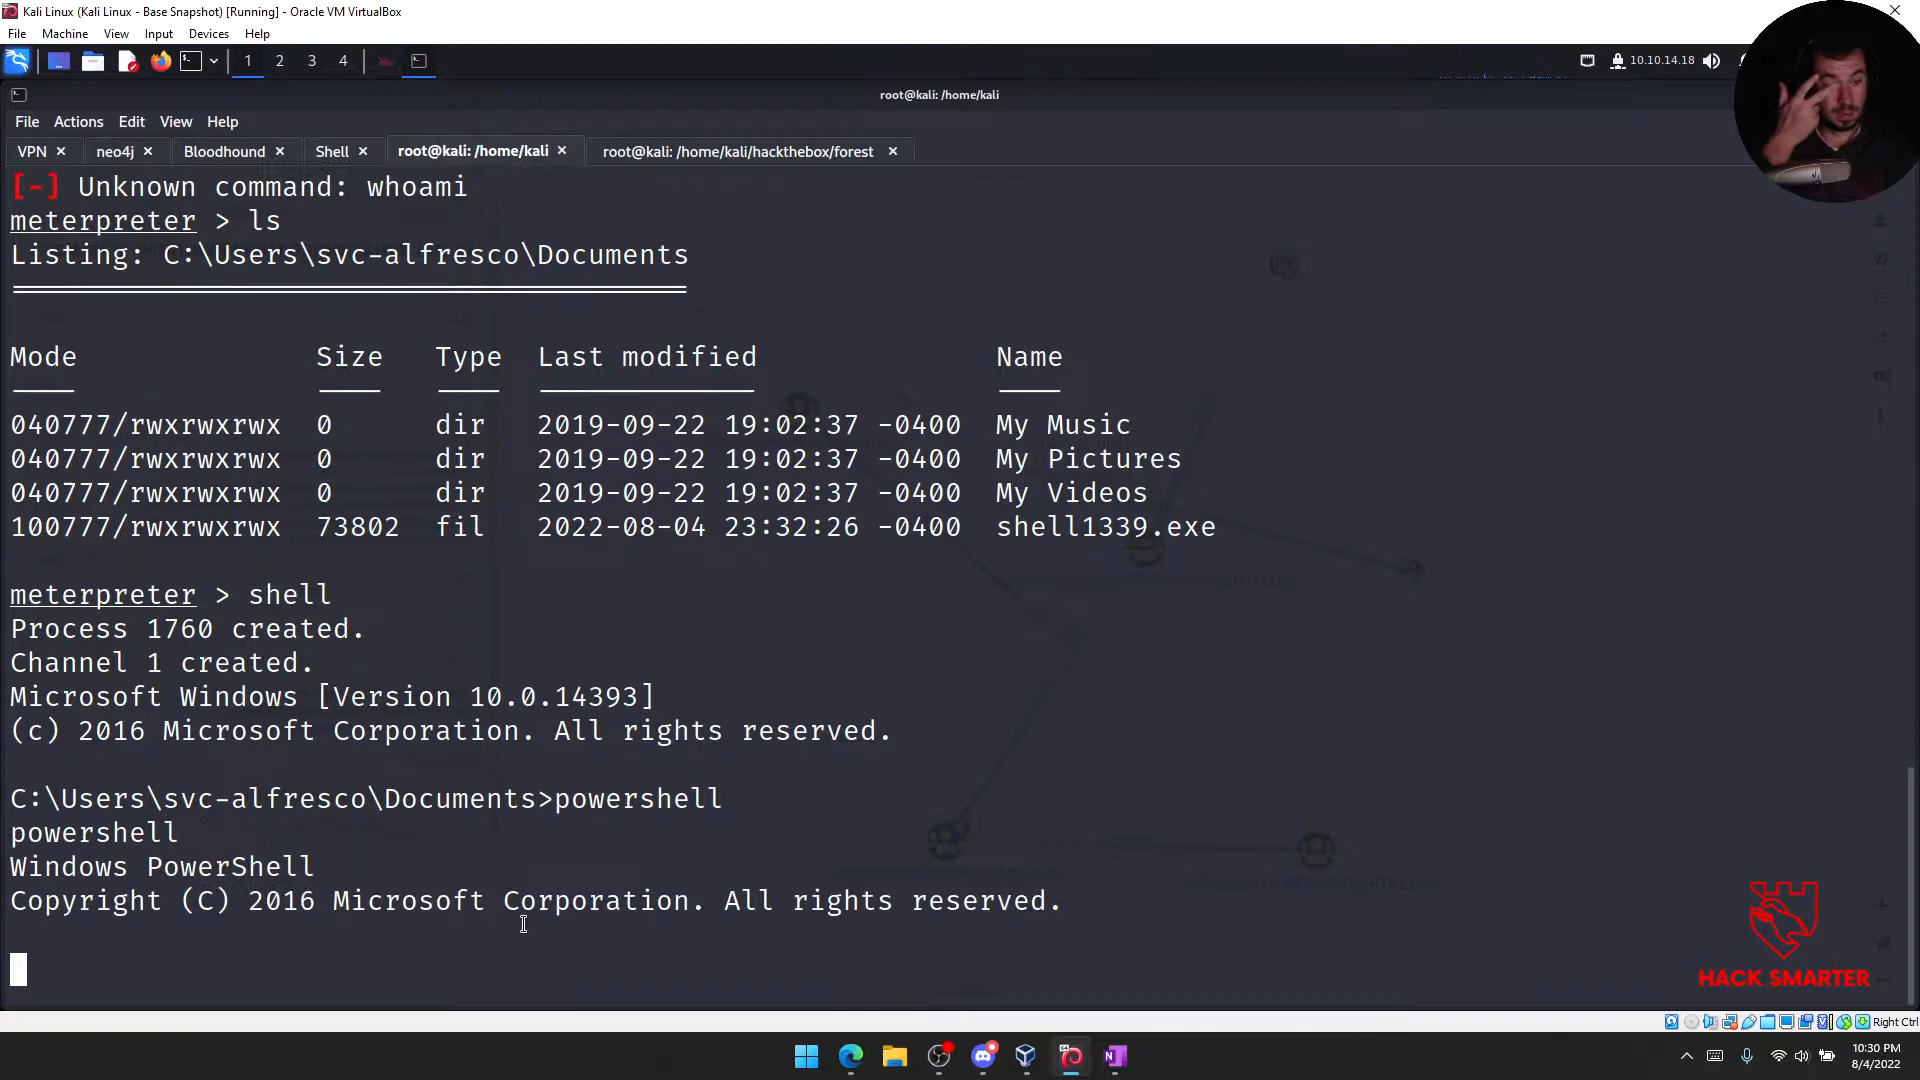 Kali Linux (Kali Linux - Base Snapshot) [Running] - Oracle VM VirtualBox
File Machine View Input Devices Help
1 2 3 4
10.10.14.18
root@kali: /home/kali
File Actions Edit View Help
VPN neo4j Bloodhound Shell root@kali: /home/kali root@kali: /home/kali/hackthebox/forest
[-] Unknown command: whoami
meterpreter > ls
Listing: C:\Users\svc-alfresco\Documents
Mode Size Type Last modified Name
040777/rwxrwxrwx 0 dir 2019-09-22 19:02:37 -0400 My Music
040777/rwxrwxrwx 0 dir 2019-09-22 19:02:37 -0400 My Pictures
040777/rwxrwxrwx 0 dir 2019-09-22 19:02:37 -0400 My Videos
100777/rwxrwxrwx 73802 fil 2022-08-04 23:32:26 -0400 shell1339.exe
meterpreter > shell
Process 1760 created.
Channel 1 created.
Microsoft Windows [Version 10.0.14393]
(c) 2016 Microsoft Corporation. All rights reserved.
C:\Users\svc-alfresco\Documents>powershell
powershell
Windows PowerShell
Copyright (C) 2016 Microsoft Corporation. All rights reserved.
HACK SMARTER
Right Ctrl
10:30 PM
8/4/2022